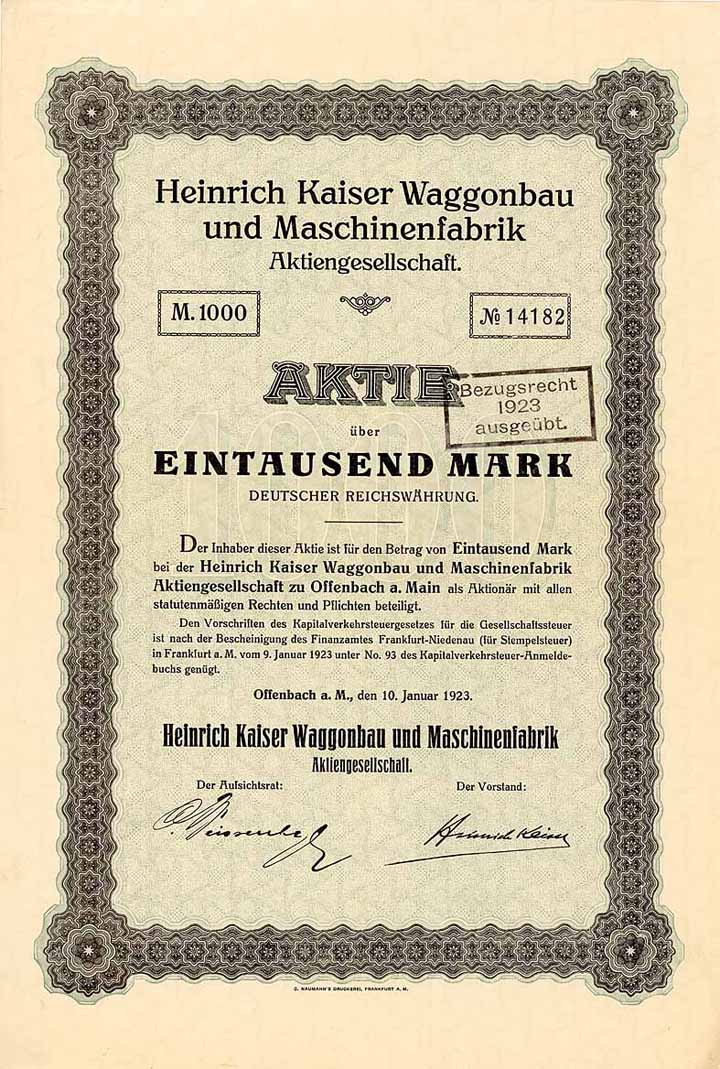 Heinrich Kaiser Waggonbau
und Maschinenfabrik
Aktiengesellschaft.
M. 1000
№ 14182
AKTIE
Bezugsrecht
1923
ausgeübt.
über
1000
EINTAUSEND MARK
DEUTSCHER REICHSWÄHRUNG.
Der Inhaber dieser Aktie ist für den Betrag von Eintausend Mark
bei der Heinrich Kaiser Waggonbau und Maschinenfabrik
Aktiengesellschaft zu Offenbach a. Main als Aktionär mit allen
statutenmäßigen Rechten und Pflichten beteiligt.
Den Vorschriften des Kapitalverkehrsteuergesetzes für die Gesellschaftssteuer
ist nach der Bescheinigung des Finanzamtes Frankfurt-Niedenau (für Stempelsteuer)
in Frankfurt a. M. vom 9. Januar 1923 unter No. 93 des Kapitalverkehrsteuer-Anmelde-
buchs genügt.
Offenbach a. M., den 10. Januar 1923.
Heinrich Kaiser Waggonbau und Maschinenfabrik
Aktiengesellschaft.
Der Aufsichtsrat:
Der Vorstand:
Heinrich Kaiser
C. NAUMANN'S DRUCKEREI, FRANKFURT A. M.